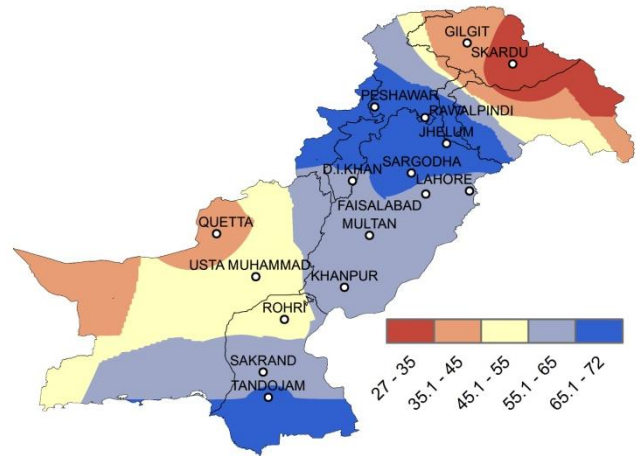 GILGIT
SKARDU
PESHAWAR
RAWALPINDI
JHELUM
SARGODHA
D.I.KHAN
LAHORE
FAISALABAD
QUETTA
MULTAN
USTA MUHAMMAD
KHANPUR
ROHRI
SAKRAND
TANDOJAM
27 - 35
35.1 - 45
45.1 - 55
55.1 - 65
65.1 - 72